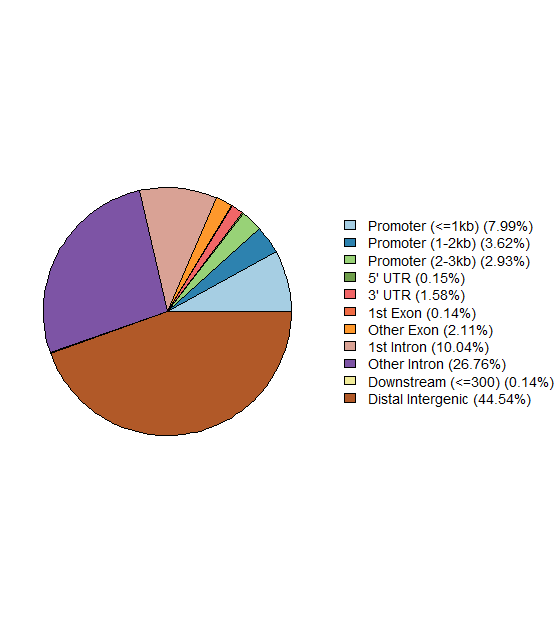 Promoter (<=1kb) (7.99%)
Promoter (1-2kb) (3.62%)
Promoter (2-3kb) (2.93%)
5' UTR (0.15%)
3' UTR (1.58%)
1st Exon (0.14%)
Other Exon (2.11%)
1st Intron (10.04%)
Other Intron (26.76%)
Downstream (<=300) (0.14%)
Distal Intergenic (44.54%)